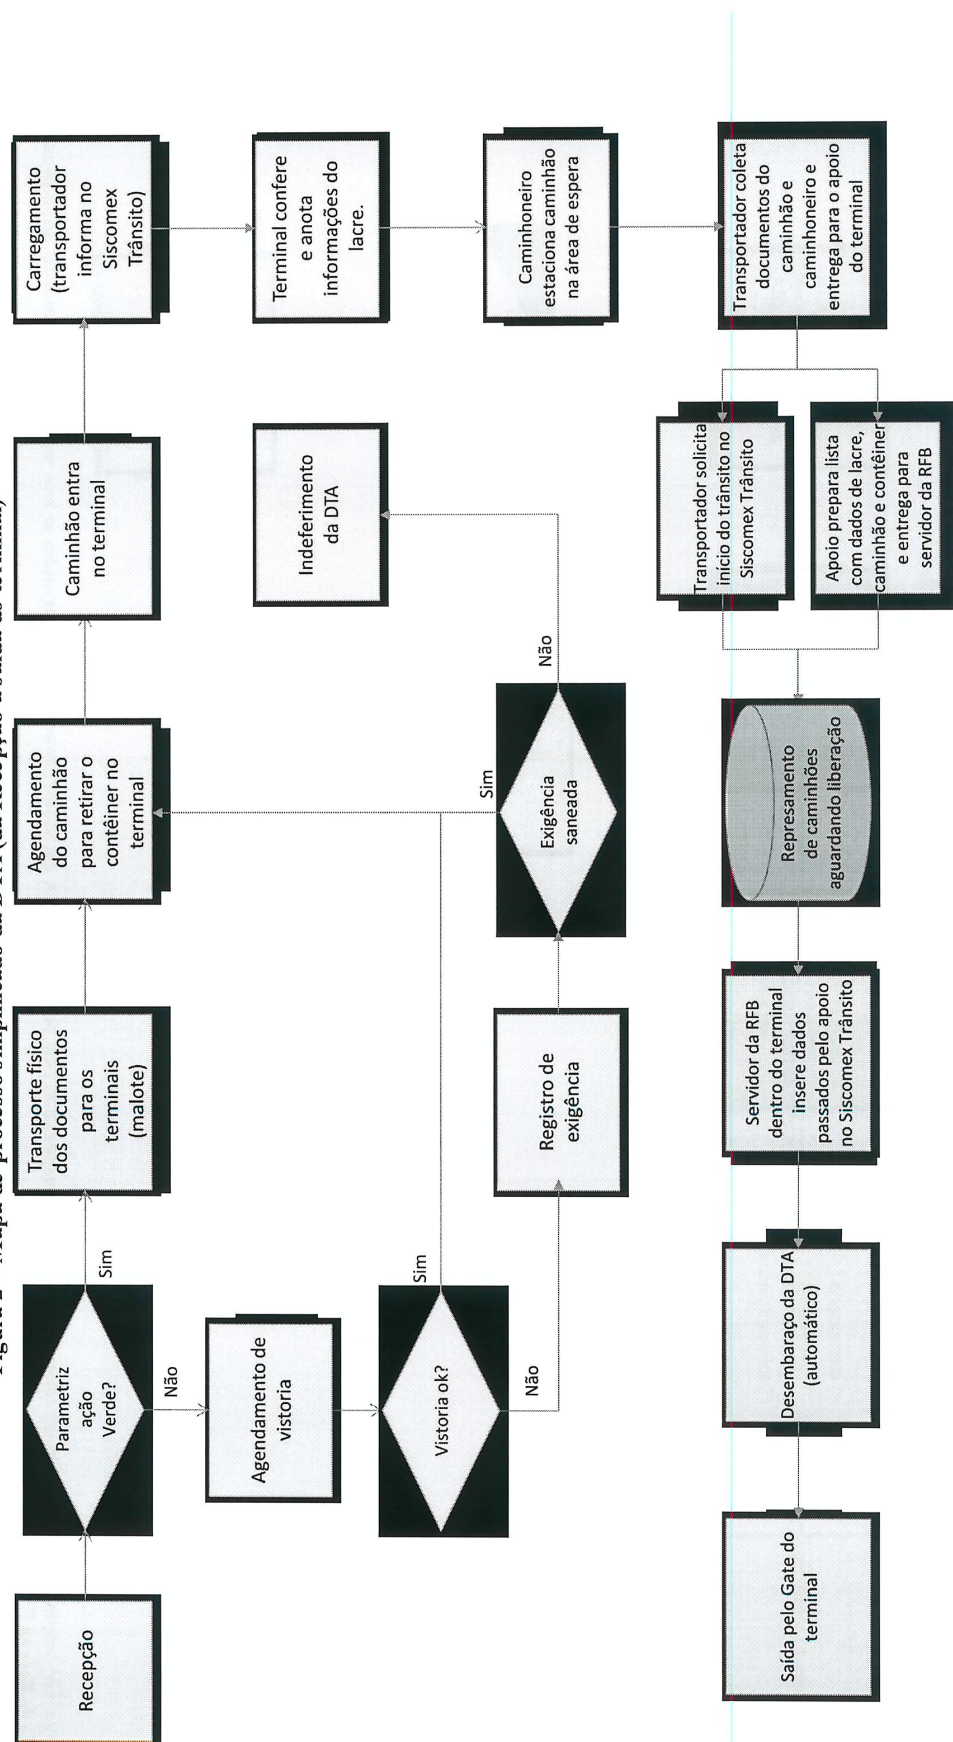 Recepção
Parametriz
ação
Verde?
Sim
Não
Transporte físico
dos documentos
para os
terminais
(malote)
Agendamento
do caminhão
para retirar o
contêiner no
terminal
Caminhão entra
no terminal
Carregamento
(transportador
informa no
Siscomex
Trânsito)
Agendamento de
vistoria
Vistoria ok?
Sim
Não
Registro de
exigência
Exigência
saneada
Sim
Não
Indeferimento
da DTA
Terminal confere
e anota
informações do
lacre.
Caminhoneiro
estaciona caminhão
na área de espera
Transportador coleta
documentos do
caminhão e
caminhoneiro e
entrega para o apoio
do terminal
Transportador solicita
início do trânsito no
Siscomex Trânsito
Apoio prepara lista
com dados de lacre,
caminhão e contêiner
e entrega para
servidor da RFB
Represamento
de caminhões
aguardando liberação
Servidor da RFB
dentro do terminal
insere dados
passados pelo apoio
no Siscomex Trânsito
Desembaraço da DTA
(automático)
Saída pelo Gate do
terminal